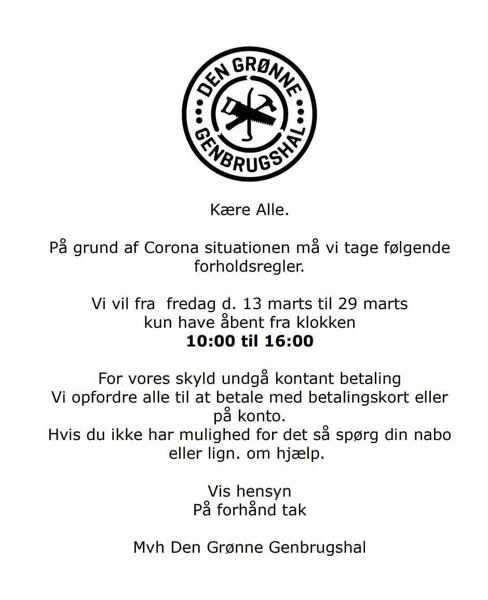 DEN GRØNNE
GENBRUGSHAL
Kære Alle.
På grund af Corona situationen må vi tage følgende
forholdsregler.
Vi vil fra  fredag d. 13 marts til 29 marts
kun have åbent fra klokken
10:00 til 16:00
For vores skyld undgå kontant betaling
Vi opfordre alle til at betale med betalingskort eller
på konto.
Hvis du ikke har mulighed for det så spørg din nabo
eller lign. om hjælp.
Vis hensyn
På forhånd tak
Mvh Den Grønne Genbrugshal